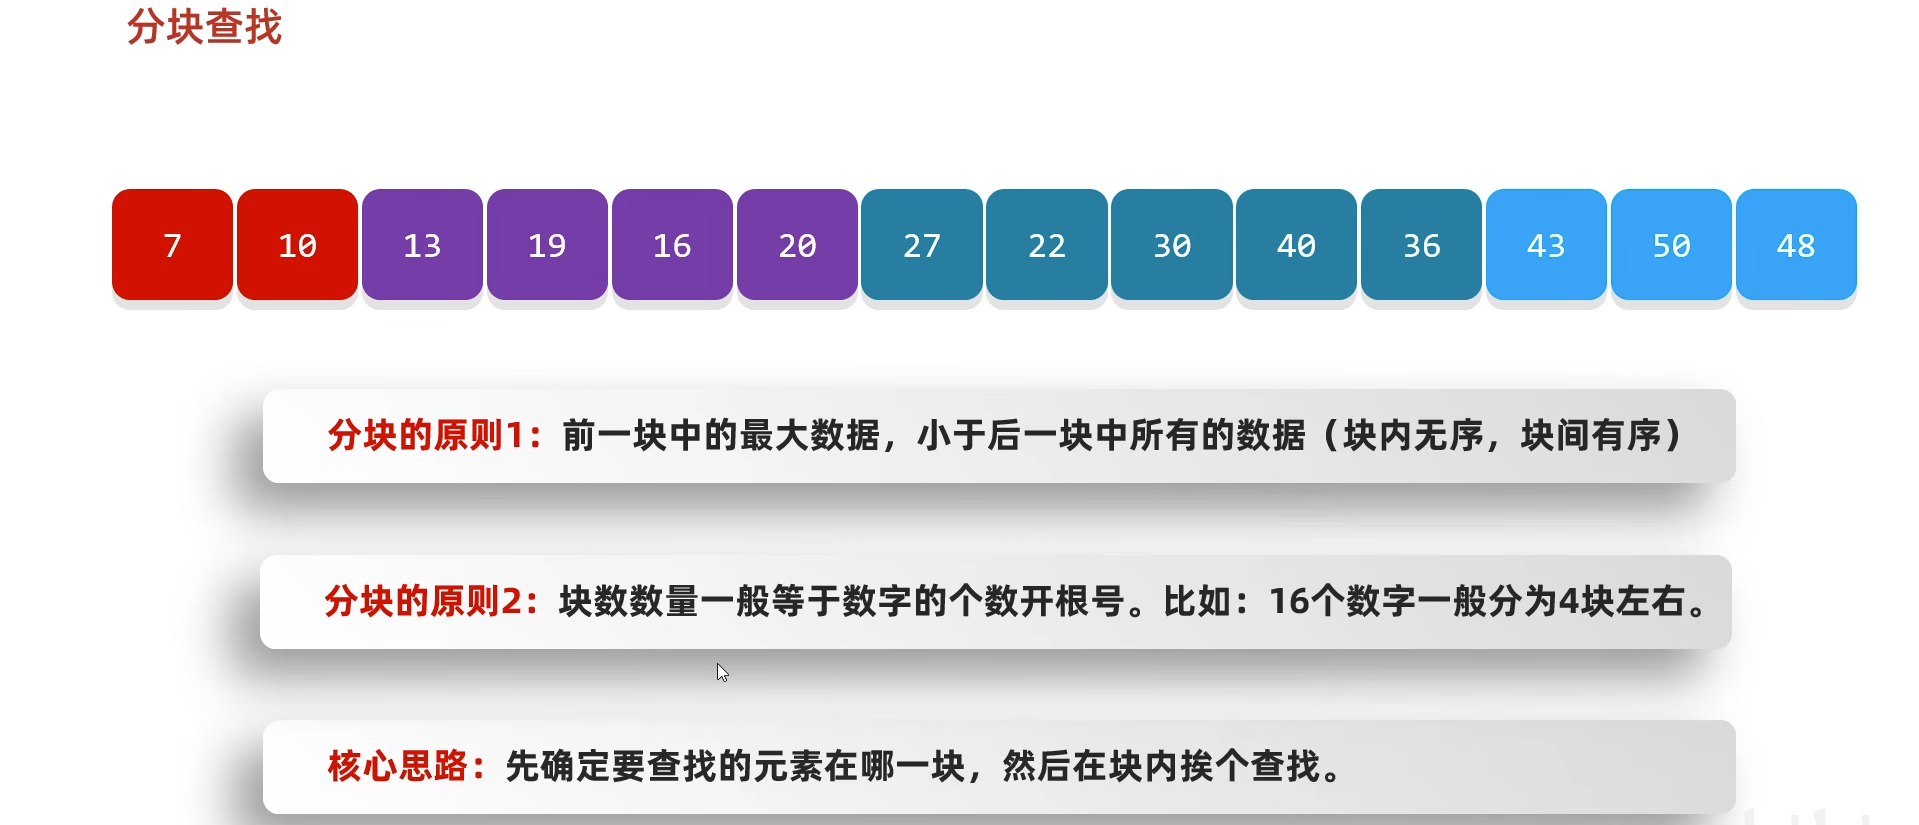 分块查找
7 10 13 19 16 20 27 22 30 40 36 43 50 48
分块的原则1：前一块中的最大数据，小于后一块中所有的数据（块内无序，块间有序）
分块的原则2：块数数量一般等于数字的个数开根号。比如：16个数字一般分为4块左右。
核心思路：先确定要查找的元素在哪一块，然后在块内挨个查找。